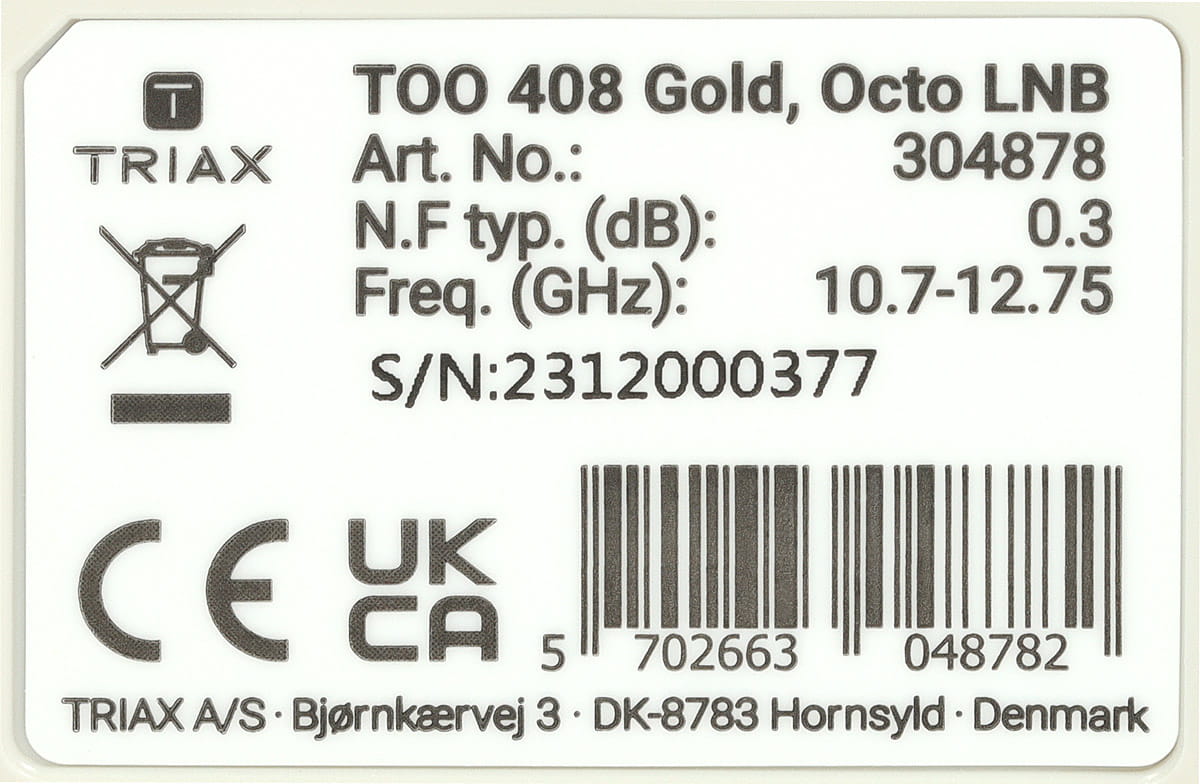 TRIAX
TOO 408 Gold, Octo LNB
Art. No.: 304878
N.F typ. (dB): 0.3
Freq. (GHz): 10.7-12.75
S/N:2312000377
CE
UK
CA
5 702663 048782
TRIAX A/S · Bjørnkærvej 3 · DK-8783 Hornsyld · Denmark